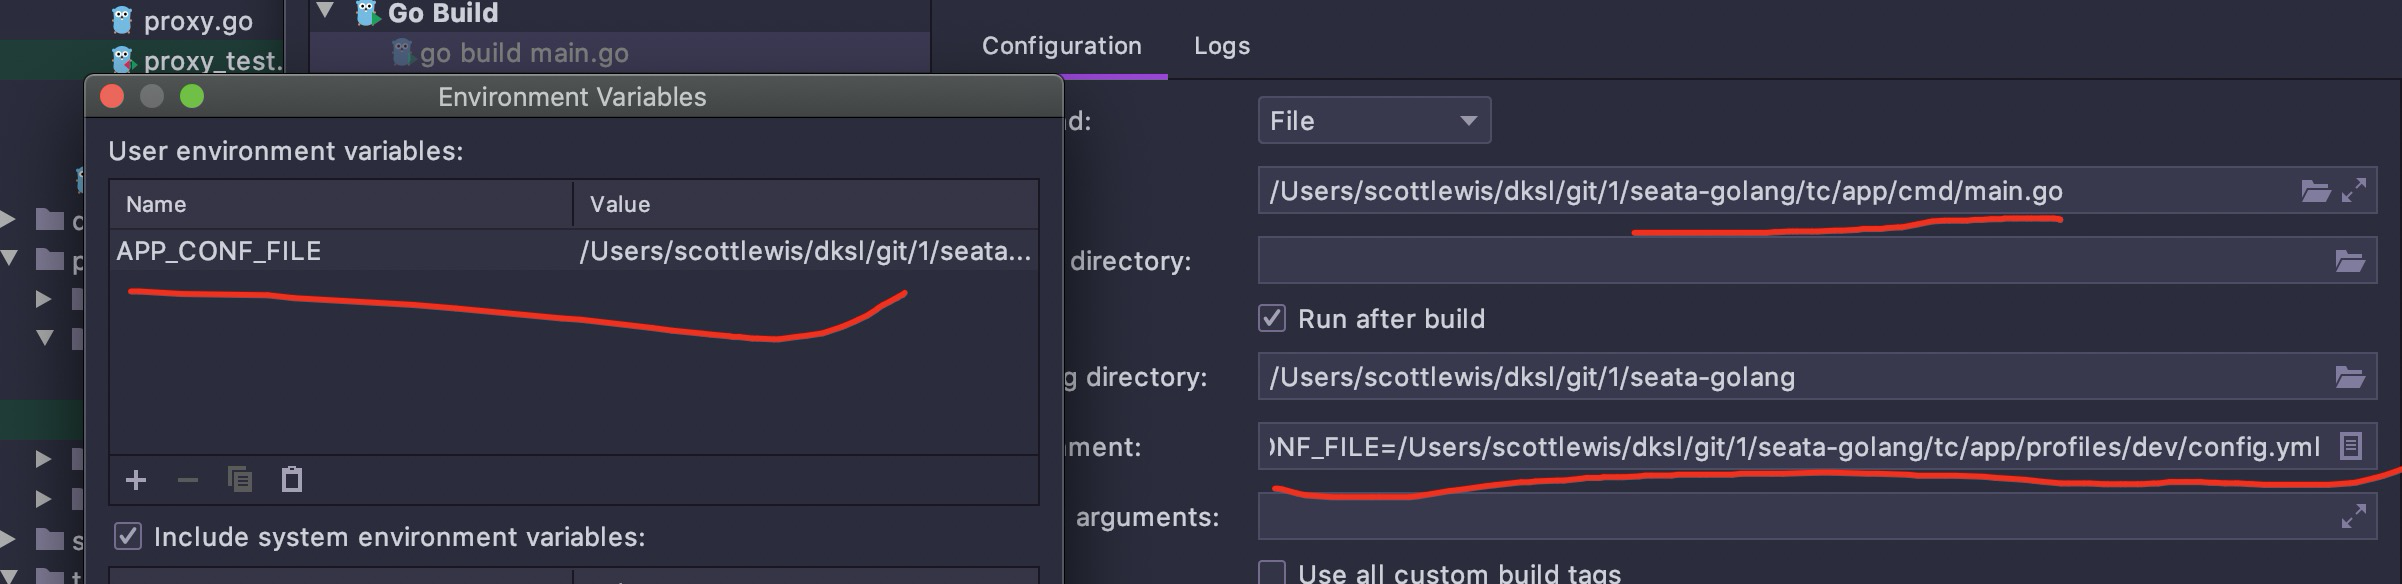 proxy.go
proxy_test.
Go Build
go build main.go
Configuration
Logs
Environment Variables
User environment variables:
Name
Value
APP_CONF_FILE
/Users/scottlewis/dksl/git/1/seata...
Include system environment variables:
d:
File
/Users/scottlewis/dksl/git/1/seata-golang/tc/app/cmd/main.go
directory:
Run after build
g directory:
/Users/scottlewis/dksl/git/1/seata-golang
ment:
ONF_FILE=/Users/scottlewis/dksl/git/1/seata-golang/tc/app/profiles/dev/config.yml
arguments:
Use all custom build tags